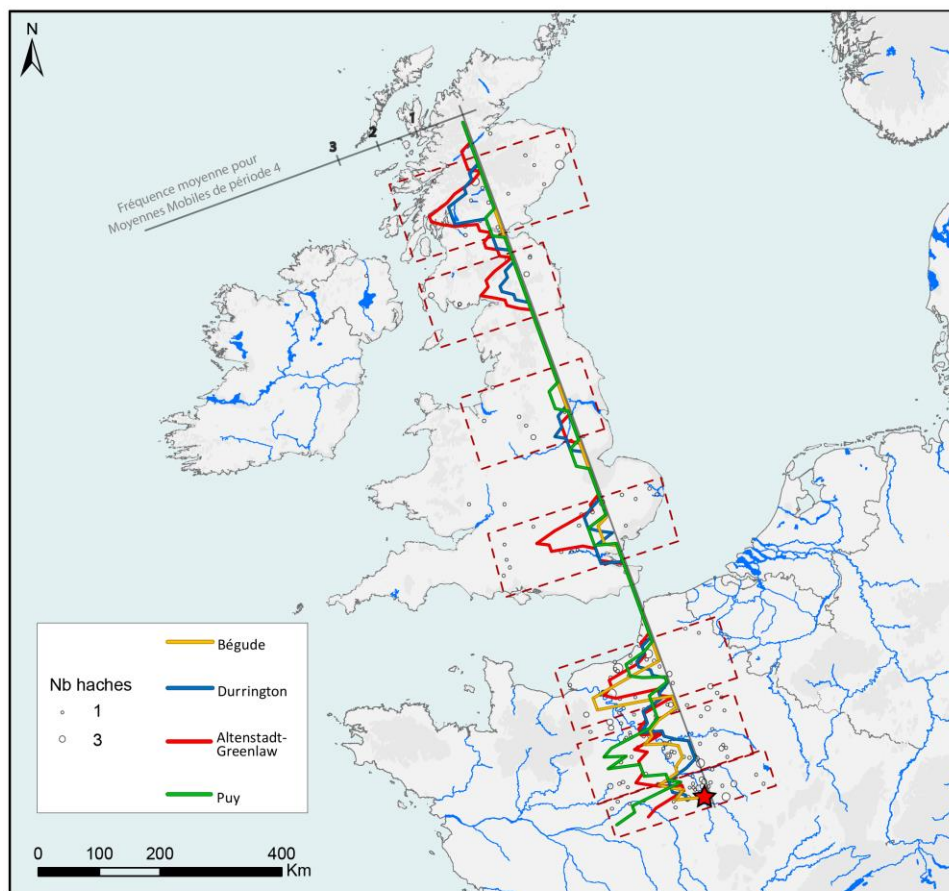 N
1
2
3
Fréquence moyenne pour
Moyennes Mobiles de période 4
Nb haches
1
3
Bégude
Durrington
Altenstadt-
Greenlaw
Puy
0 100 200 400
Km